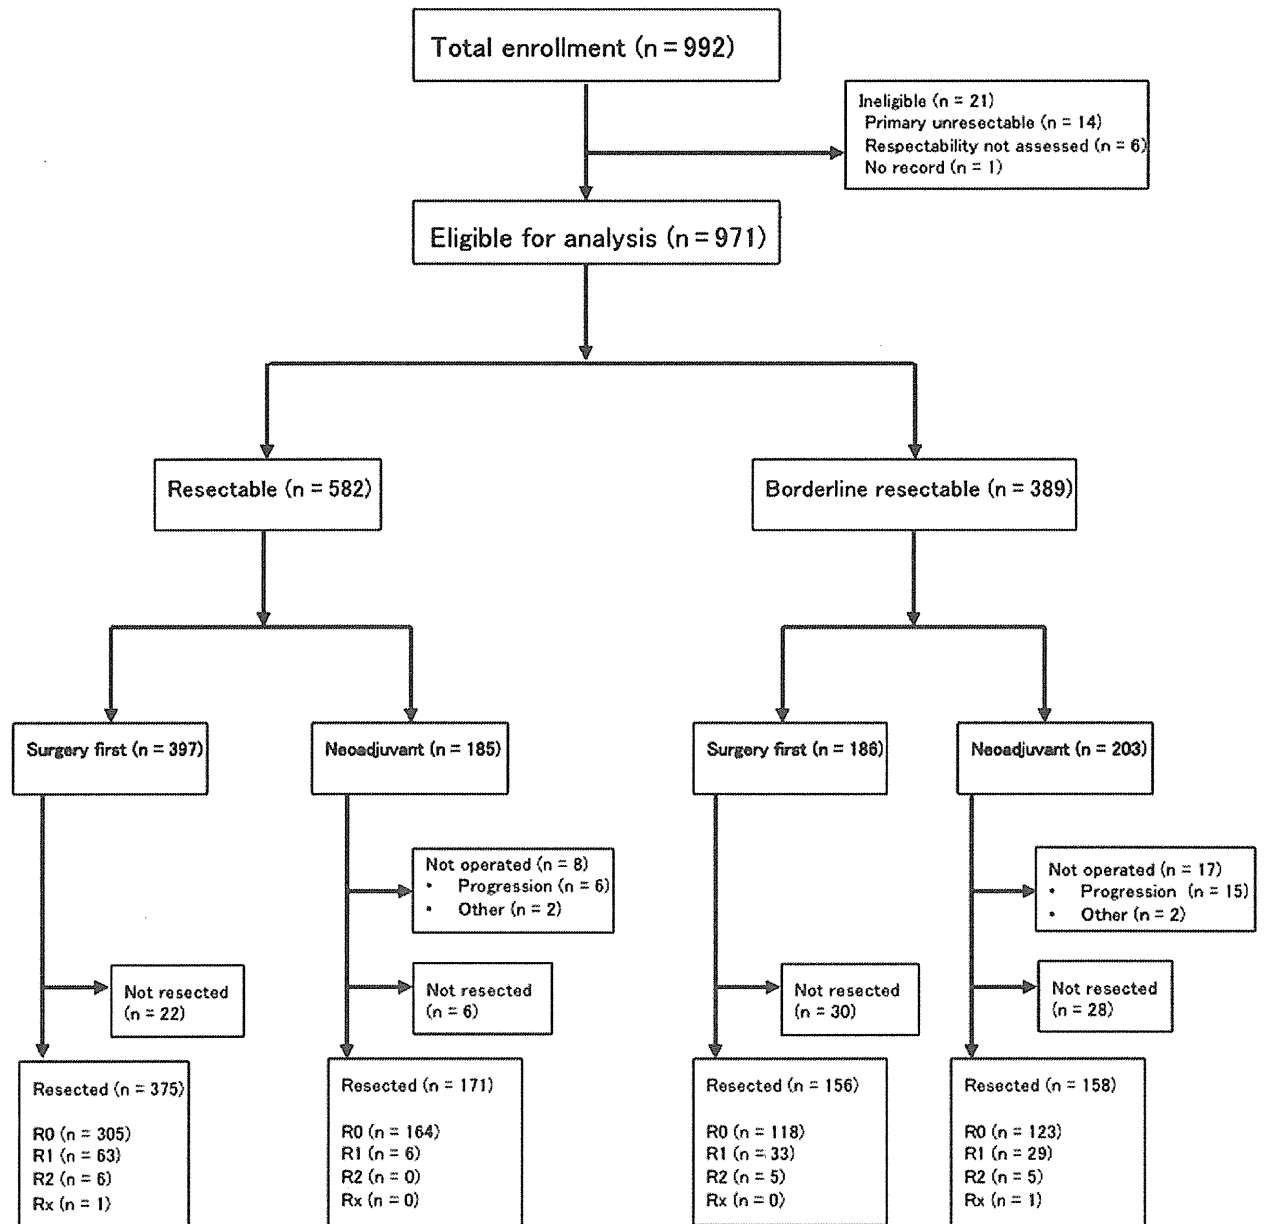 Total enrollment (n = 992)
Ineligible (n = 21)
Primary unresectable (n = 14)
Respectability not assessed (n = 6)
No record (n = 1)
Eligible for analysis (n = 971)
Resectable (n = 582)
Borderline resectable (n = 389)
Surgery first (n = 397)
Neoadjuvant (n = 185)
Surgery first (n = 186)
Neoadjuvant (n = 203)
Not operated (n = 8)
• Progression (n = 6)
• Other (n = 2)
Not operated (n = 17)
• Progression (n = 15)
• Other (n = 2)
Not resected
(n = 22)
Not resected
(n = 6)
Not resected
(n = 30)
Not resected
(n = 28)
Resected (n = 375)
R0 (n = 305)
R1 (n = 63)
R2 (n = 6)
Rx (n = 1)
Resected (n = 171)
R0 (n = 164)
R1 (n = 6)
R2 (n = 0)
Rx (n = 0)
Resected (n = 156)
R0 (n = 118)
R1 (n = 33)
R2 (n = 5)
Rx (n = 0)
Resected (n = 158)
R0 (n = 123)
R1 (n = 29)
R2 (n = 5)
Rx (n = 1)